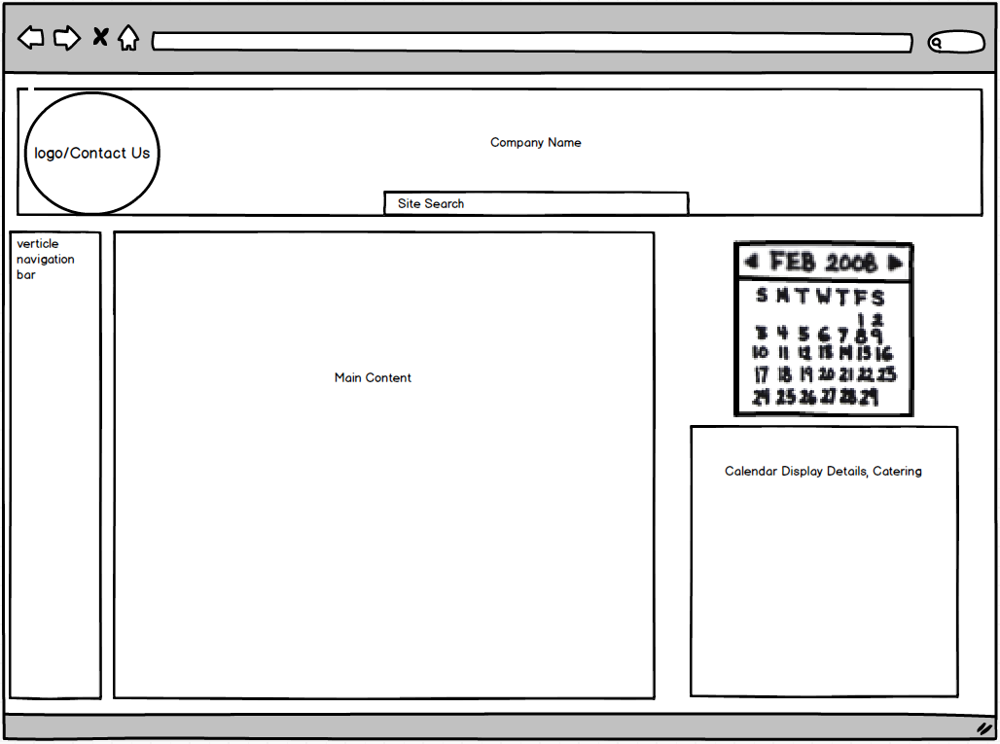 logo/Contact Us
Company Name
Site Search
verticle
navigation
bar
Main Content
FEB 2008
S M T W T F S
1 2
3 4 5 6 7 8 9
10 11 12 13 14 15 16
17 18 19 20 21 22 23
24 25 26 27 28 29
Calendar Display Details, Catering